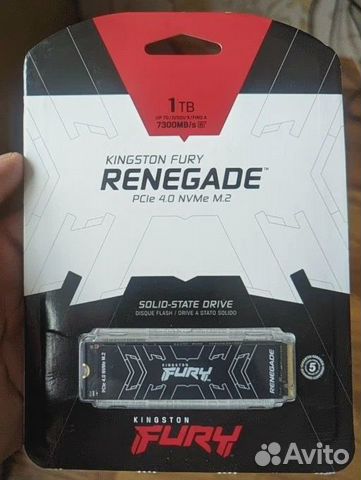 1TB
UP TO / JUSQU'À / FINO A
7300MB/s
KINGSTON FURY
RENEGADE™
PCIe 4.0 NVMe M.2
SOLID-STATE DRIVE
DISQUE FLASH / DRIVE A STATO SOLIDO
PCIe 4.0 NVMe M.2
KINGSTON
FURY
RENEGADE
5
KINGSTON
FURY
Avito